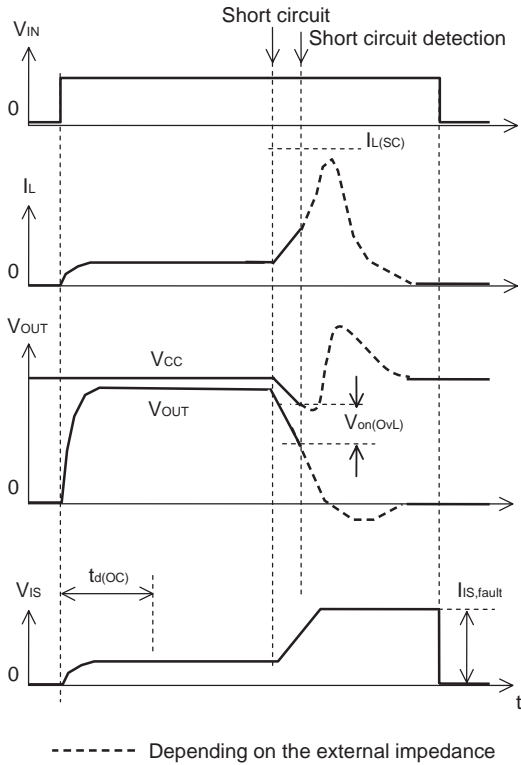 Short circuit
VIN
Short circuit detection
0
IL(SC)
IL
0
VOUT
VCC
VOUT
Von(OvL)
0
td(OC)
VIS
IIS,fault
0
t
Depending on the external impedance